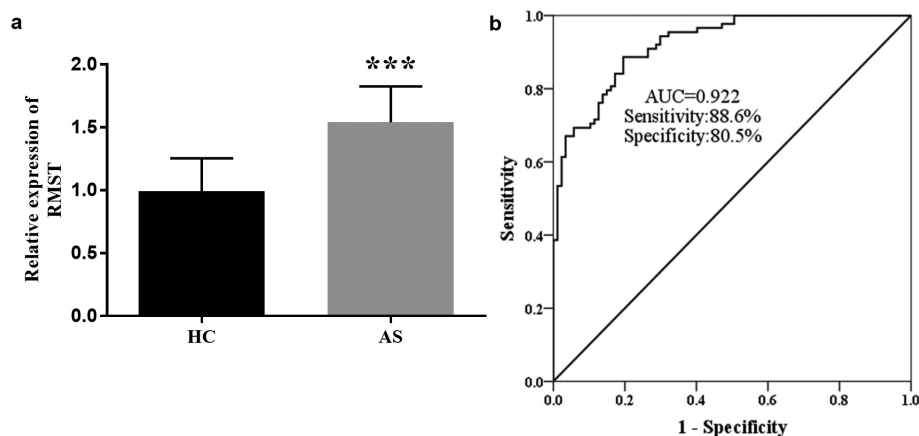 a
Relative expression of
RMST
2.0
1.5
1.0
0.5
0.0
***
HC
AS
b
Sensitivity
1.0
0.8
0.6
0.4
0.2
0.0
AUC=0.922
Sensitivity:88.6%
Specificity:80.5%
0.0
0.2
0.4
0.6
0.8
1.0
1 - Specificity